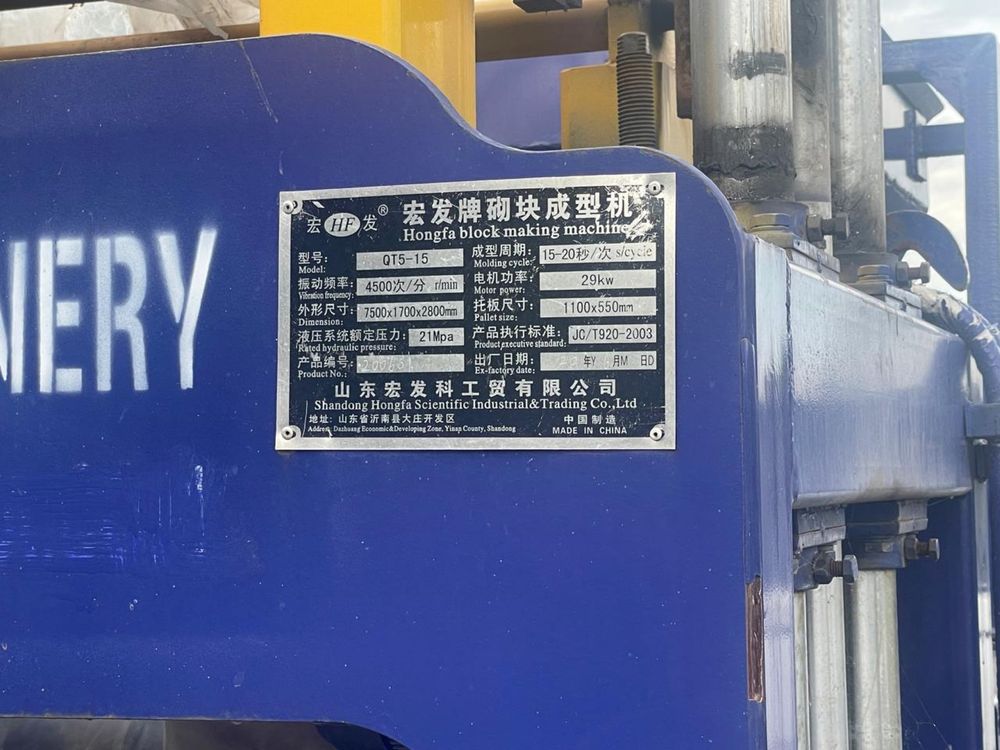 NERY
宏 HF 发 ® 宏发牌砌块成型机
Hongfa block making machine
型号: QT5-15 成型周期: 15-20秒/次 s/cycle
Model: Molding cycle:
振动频率: 4500次/分 r/min 电机功率: 29kw
Vibration frequency: Motor power:
外形尺寸: 7500x1700x2800mm 托板尺寸: 1100x550mm
Dimension: Pallet size:
液压系统额定压力: 21Mpa 产品执行标准: JC/T920-2003
Rated hydraulic pressure: Product executive standard:
产品编号: 出厂日期: 年Y 月M 日D
Product No.: Ex-factory date:
山东宏发科工贸有限公司
Shandong Hongfa Scientific Industrial&Trading Co.,Ltd
地址: 山东省沂南县大庄开发区 中国制造
Address: Dazhuang Economic&Developing Zone, Yinan County, Shandong MADE IN CHINA